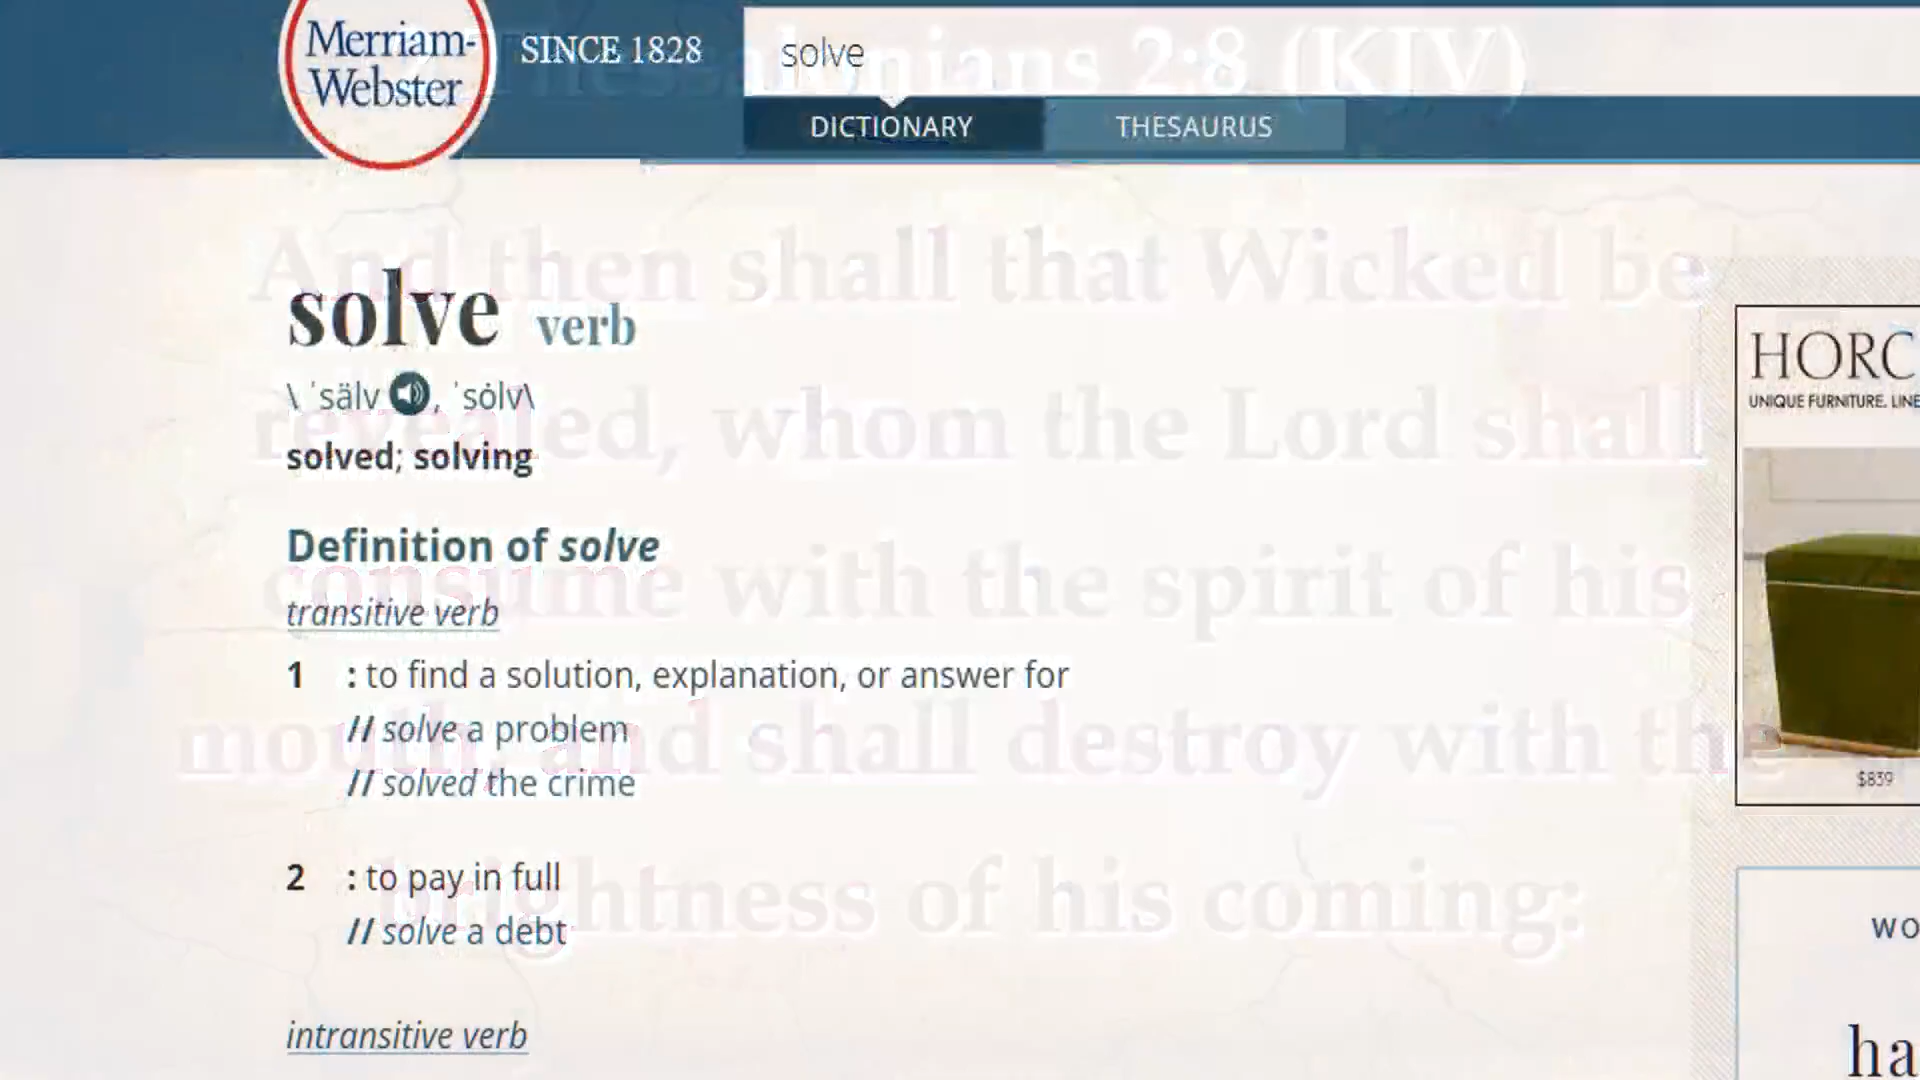 Merriam-
Webster
SINCE 1828
solve
DICTIONARY
THESAURUS
Thessalonians 2:8 (KJV)
And then shall that Wicked be
revealed, whom the Lord shall
consume with the spirit of his
mouth, and shall destroy with the
brightness of his coming:
solve verb
\ ˈsälv , ˈsȯlv\
solved; solving
Definition of solve
transitive verb
1 : to find a solution, explanation, or answer for
// solve a problem
// solved the crime
2 : to pay in full
// solve a debt
intransitive verb
HORC
UNIQUE FURNITURE. LINE
$839
WO
ha